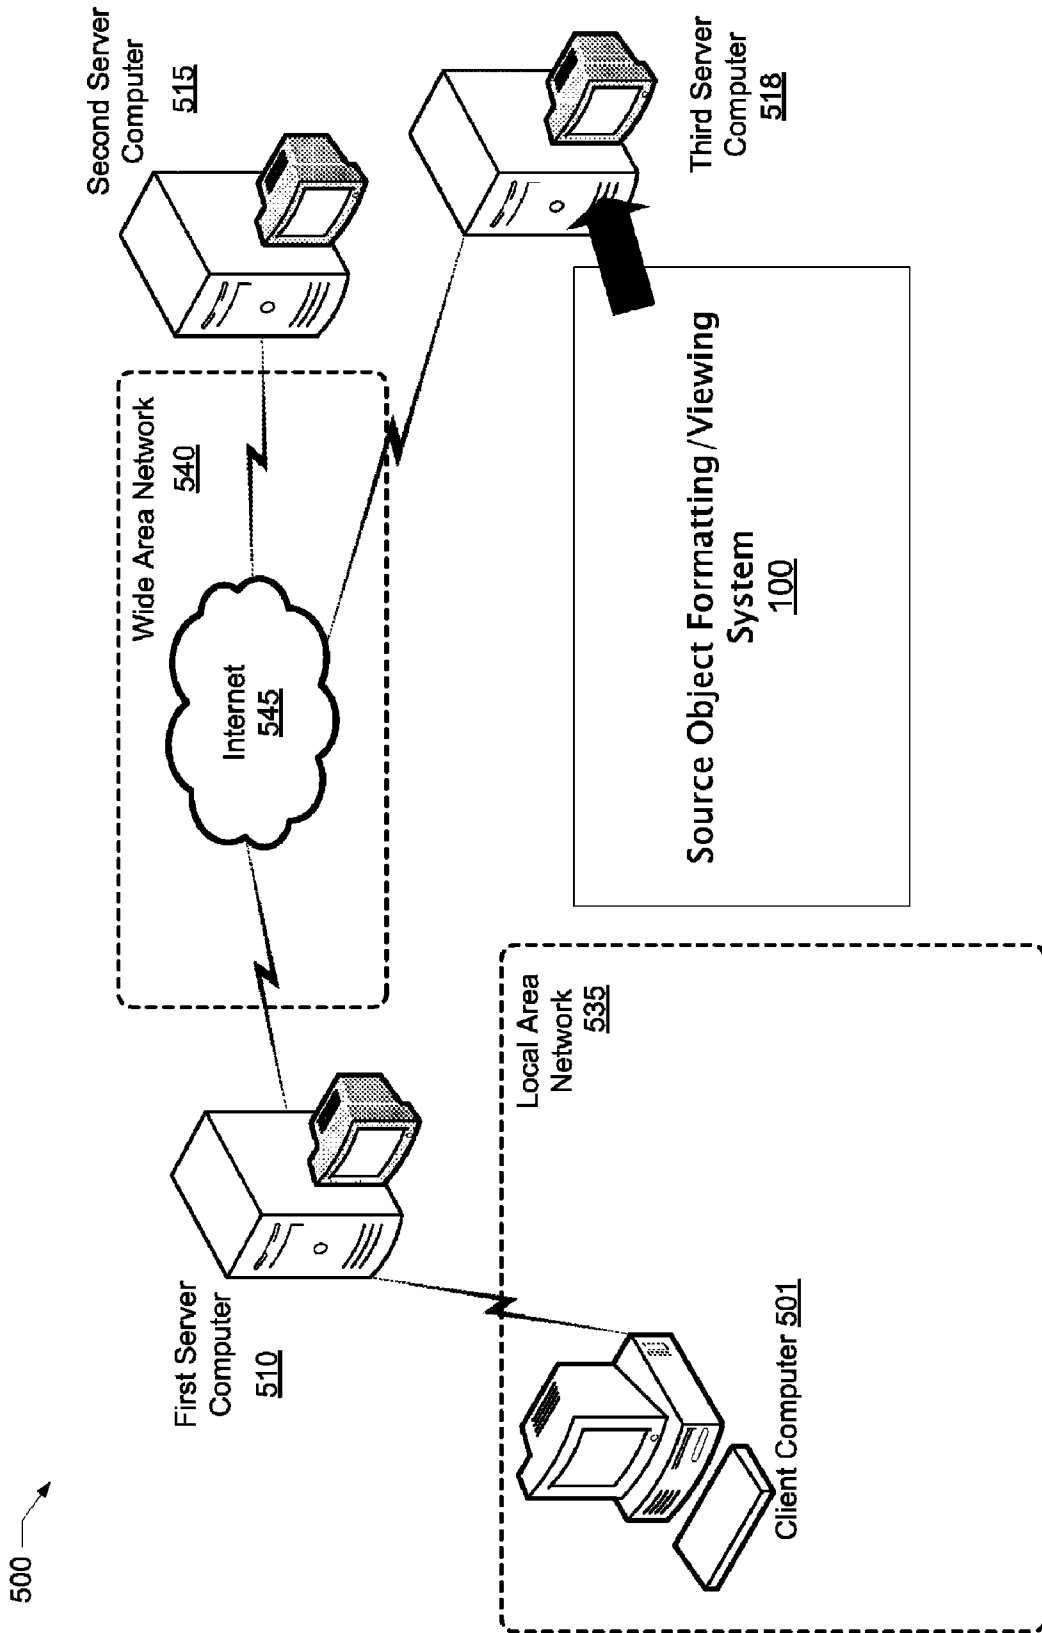 500
First Server
Computer
510
Wide Area Network
540
Internet
545
Second Server
Computer
515
Third Server
Computer
518
Local Area
Network
535
Client Computer 501
Source Object Formatting/Viewing
System
100